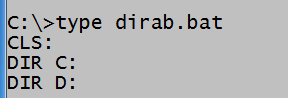 C:\>type dirab.bat
CLS:
DIR C:
DIR D: